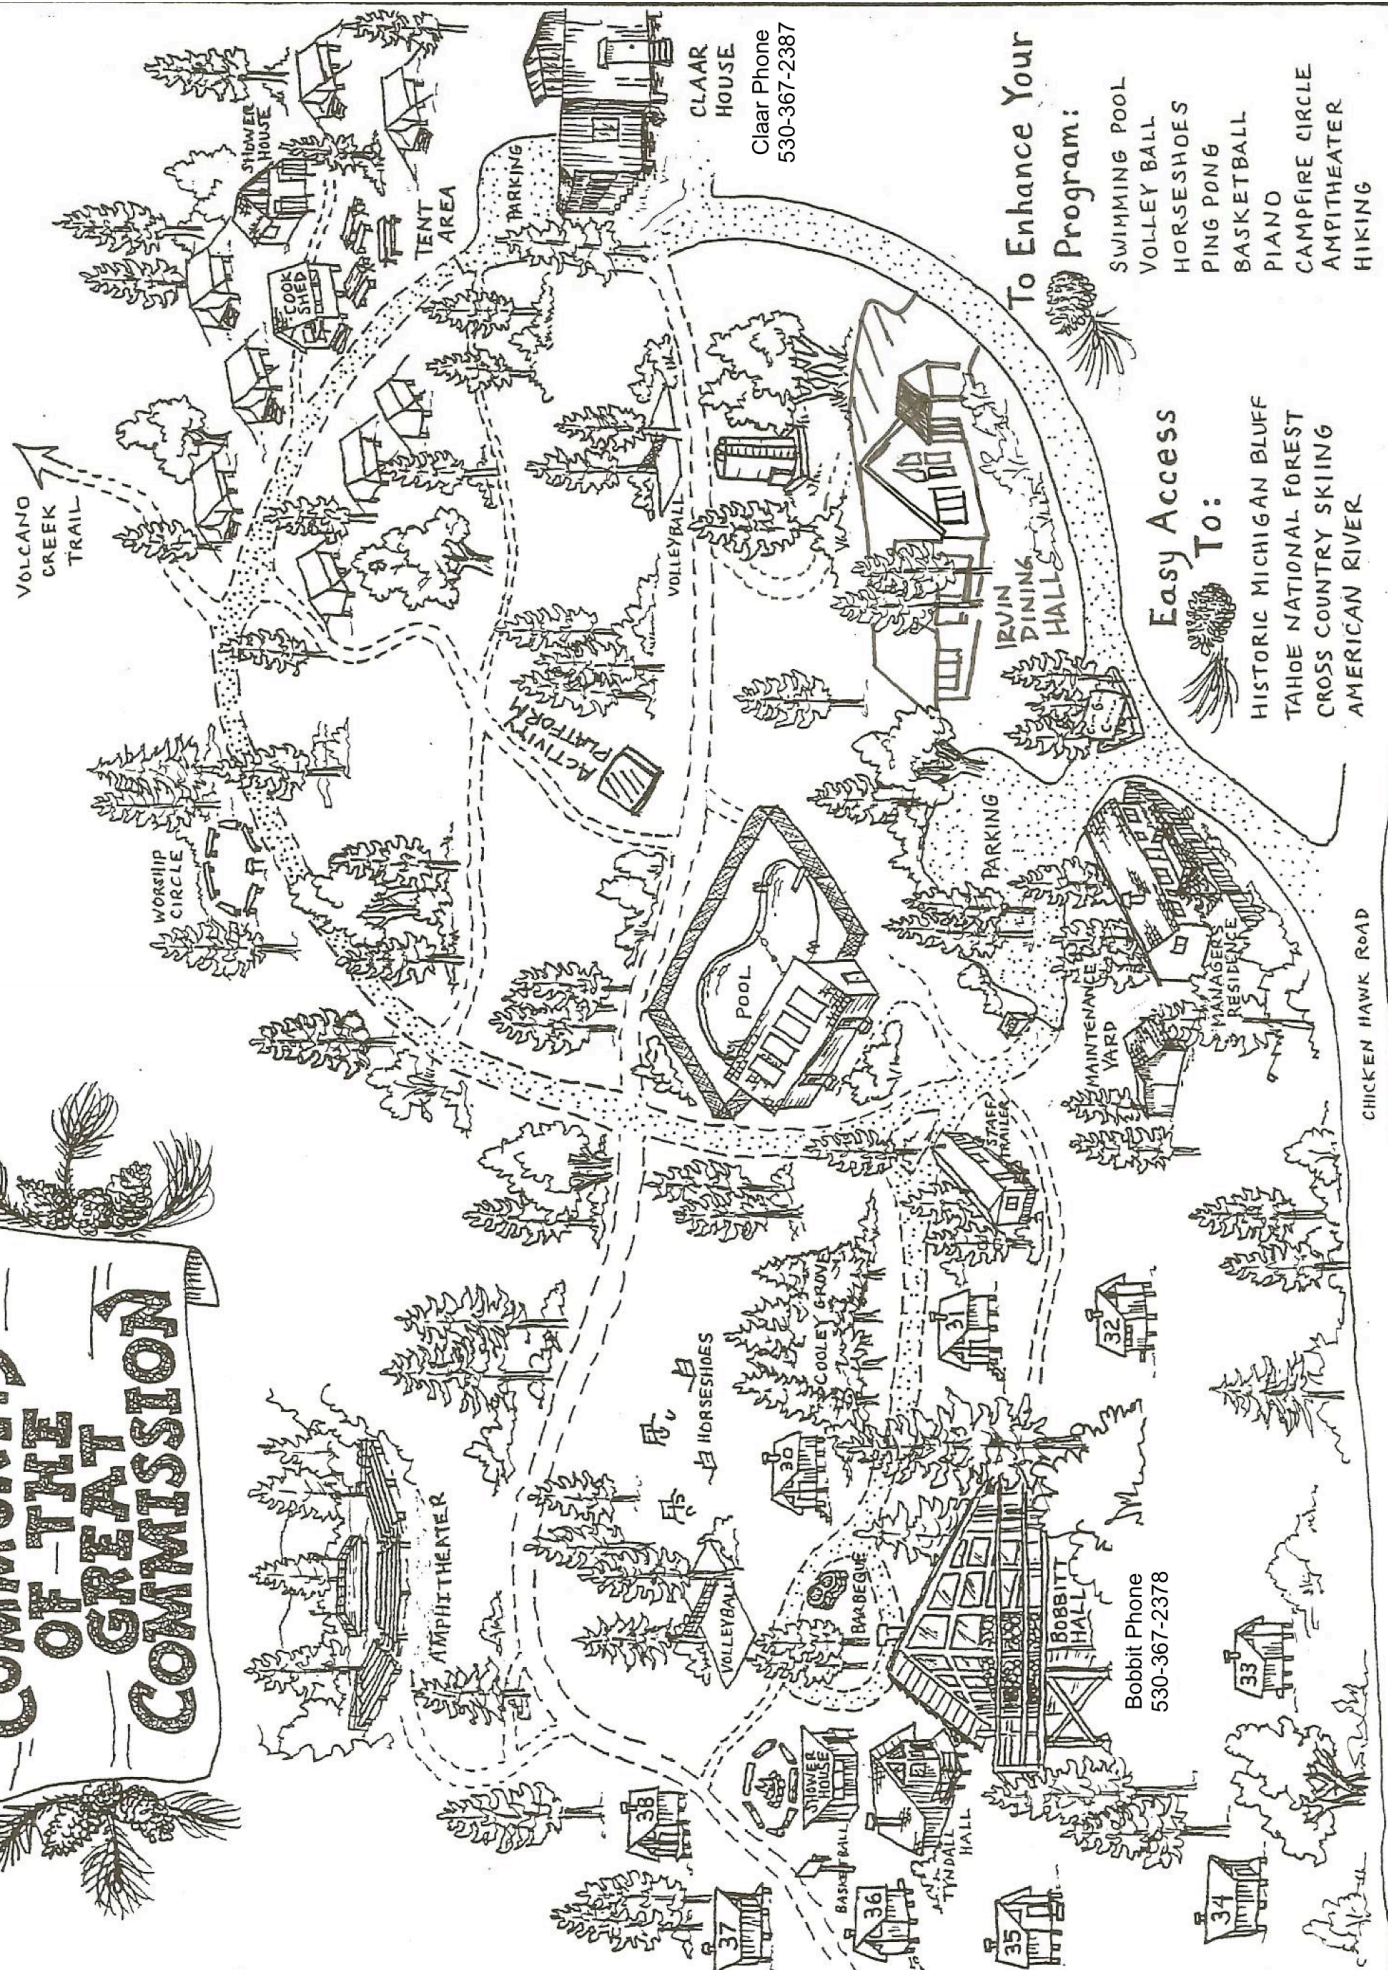 OF THE
GREAT
COMMISSION
VOLCANO
CREEK
TRAIL
WORSHIP
CIRCLE
SHOWER
HOUSE
COOK
SHED
TENT
AREA
AMPHITHEATER
PARKING
ACTIVITY
PLATFORM
38
HORSESHOES
VOLLEYBALL
VOLLEYBALL
POOL
CLAAR
HOUSE
Claar Phone
530-367-2387
37
30
COOLEY GROVE
SHOWER
HOUSE
BARBEQUE
BASKETBALL
36
TYNDALL
HALL
31
STAFF
TRAILER
PARKING
IRVIN
DINING
HALL
35
BOBBITT
HALL
Bobbit Phone
530-367-2378
32
MAINTENANCE
YARD
MANAGER'S
RESIDENCE
34
33
CHICKEN HAWK ROAD
Easy Access
To:
HISTORIC MICHIGAN BLUFF
TAHOE NATIONAL FOREST
CROSS COUNTRY SKIING
AMERICAN RIVER
To Enhance Your
Program:
SWIMMING POOL
VOLLEY BALL
HORSESHOES
PING PONG
BASKETBALL
PIANO
CAMPFIRE CIRCLE
AMPITHEATER
HIKING